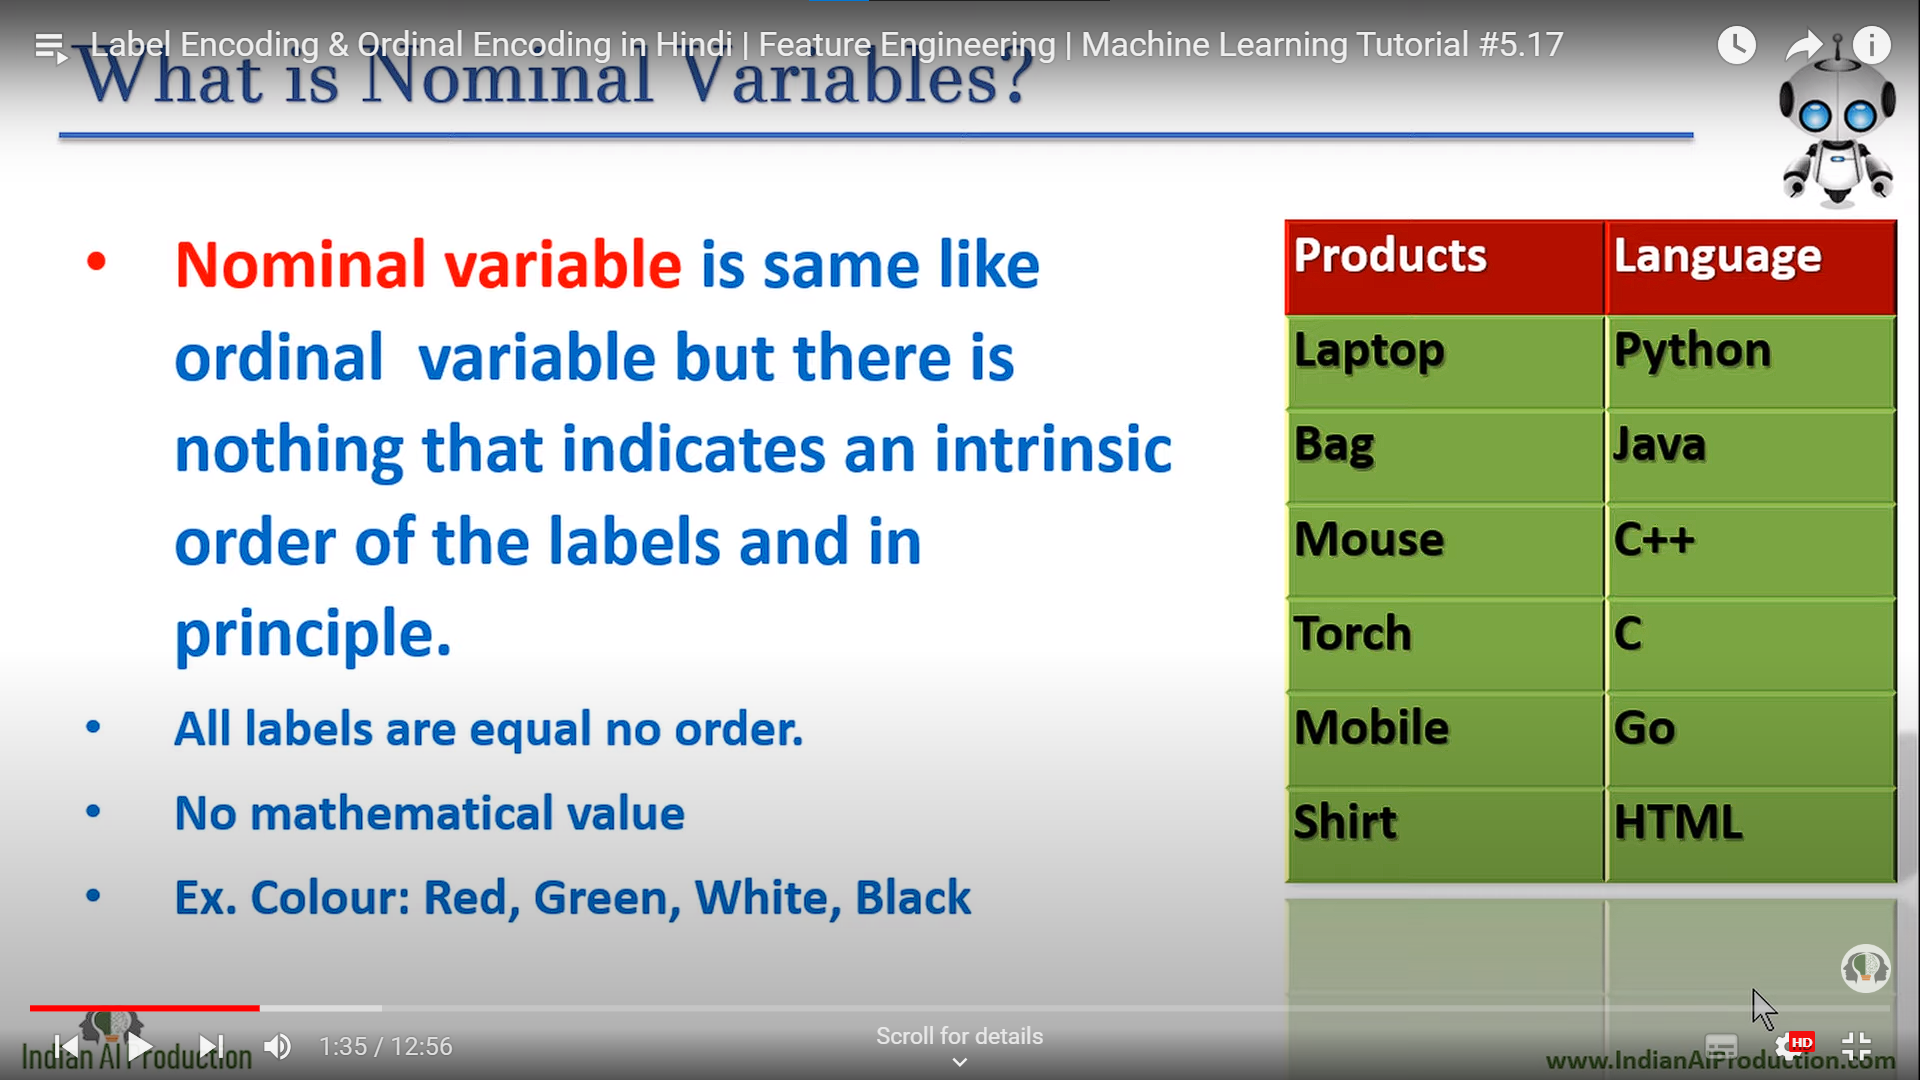 Label Encoding & Ordinal Encoding in Hindi | Feature Engineering | Machine Learning Tutorial #5.17
What is Nominal Variables?
• Nominal variable is same like
ordinal variable but there is
nothing that indicates an intrinsic
order of the labels and in
principle.
• All labels are equal no order.
• No mathematical value
• Ex. Colour: Red, Green, White, Black
Products Language
Laptop Python
Bag Java
Mouse C++
Torch C
Mobile Go
Shirt HTML
Scroll for details
1:35 / 12:56
HD
Indian AI Production
www.IndianAIProduction.com